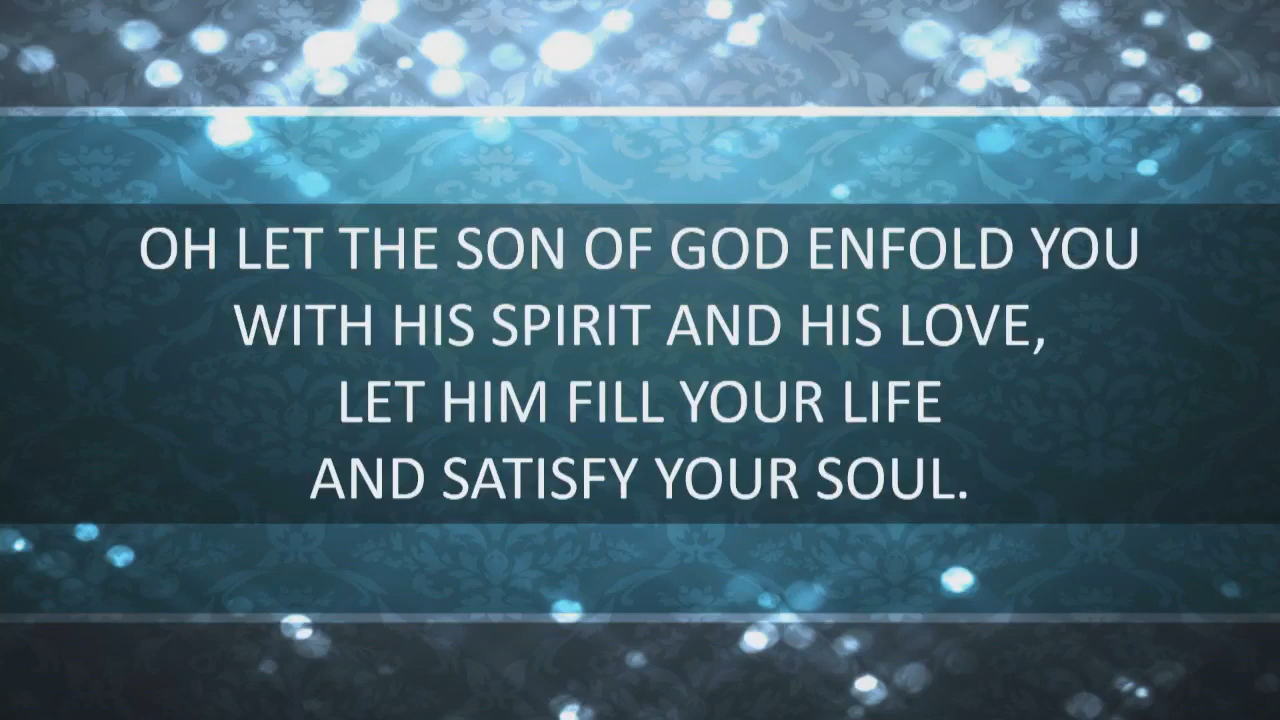 OH LET THE SON OF GOD ENFOLD YOU
WITH HIS SPIRIT AND HIS LOVE,
LET HIM FILL YOUR LIFE
AND SATISFY YOUR SOUL.